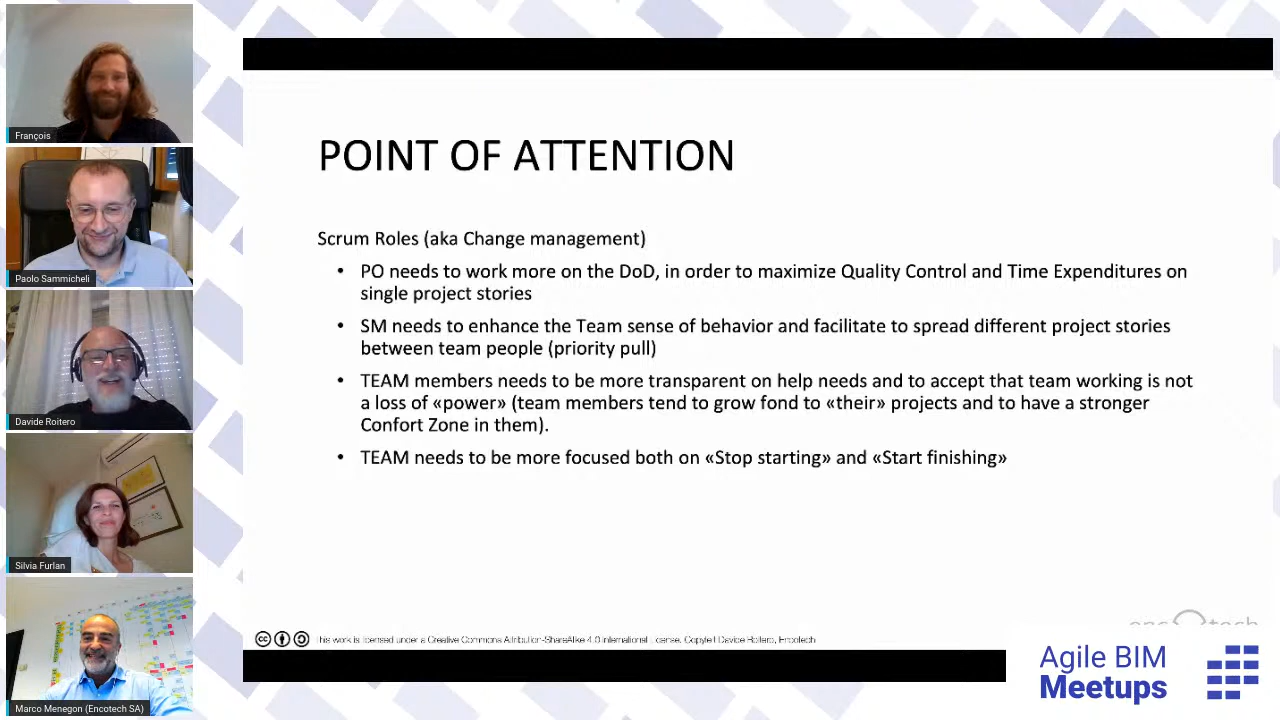 François
Paolo Sammicheli
Davide Roitero
Silvia Furlan
Marco Menegon (Encotech SA)
POINT OF ATTENTION
Scrum Roles (aka Change management)
• PO needs to work more on the DoD, in order to maximize Quality Control and Time Expenditures on
single project stories
• SM needs to enhance the Team sense of behavior and facilitate to spread different project stories
between team people (priority pull)
• TEAM members needs to be more transparent on help needs and to accept that team working is not
a loss of «power» (team members tend to grow fond to «their» projects and to have a stronger
Confort Zone in them).
• TEAM needs to be more focused both on «Stop starting» and «Start finishing»
This work is licensed under a Creative Commons Attribution-ShareAlike 4.0 International License. Copyleft Davide Roitero, Encotech
Agile BIM
Meetups